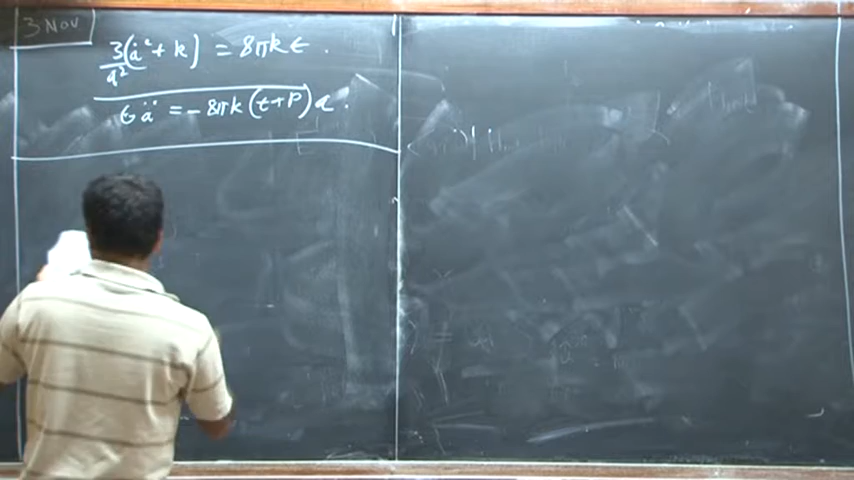 3 Nov
3/a² (ȧ² + k) = 8πk ϵ .
6 ä = - 8πk (ϵ + P) a .